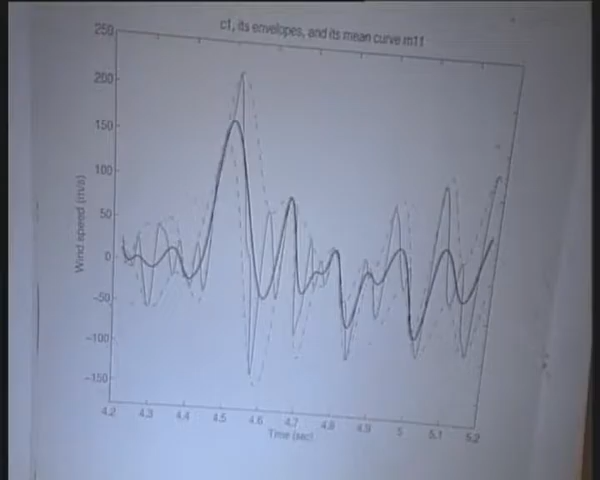 c1, its envelopes, and its mean curve m11
250
200
150
100
50
0
−50
−100
−150
Wind speed (m/s)
4.2 4.3 4.4 4.5 4.6 4.7 4.8 4.9 5 5.1 5.2
Time (sec)